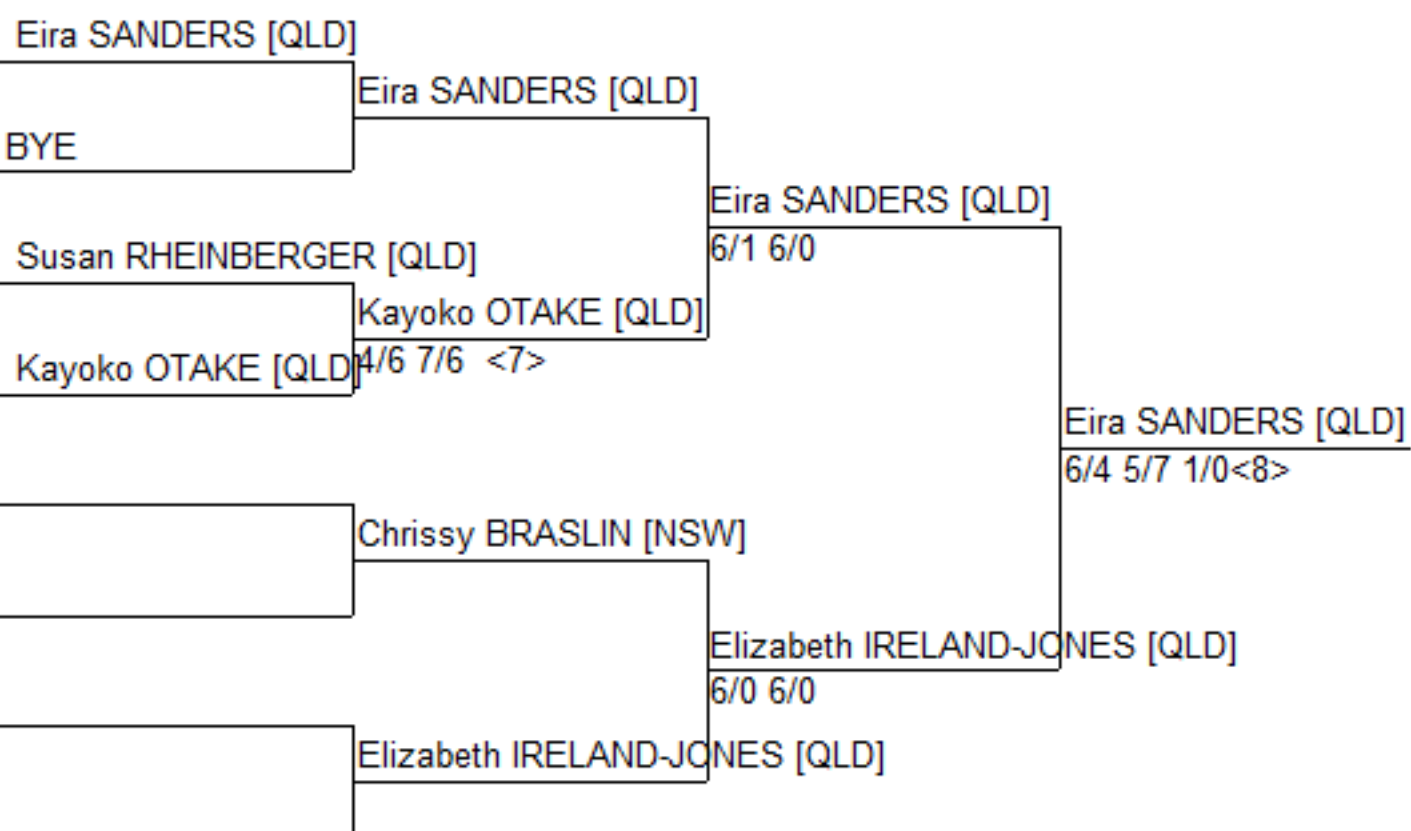 Eira SANDERS [QLD]
Eira SANDERS [QLD]
BYE
Eira SANDERS [QLD]
6/1 6/0
Susan RHEINBERGER [QLD]
Kayoko OTAKE [QLD]
4/6 7/6 <7>
Kayoko OTAKE [QLD]
Eira SANDERS [QLD]
6/4 5/7 1/0<8>
Chrissy BRASLIN [NSW]
Elizabeth IRELAND-JONES [QLD]
6/0 6/0
Elizabeth IRELAND-JONES [QLD]